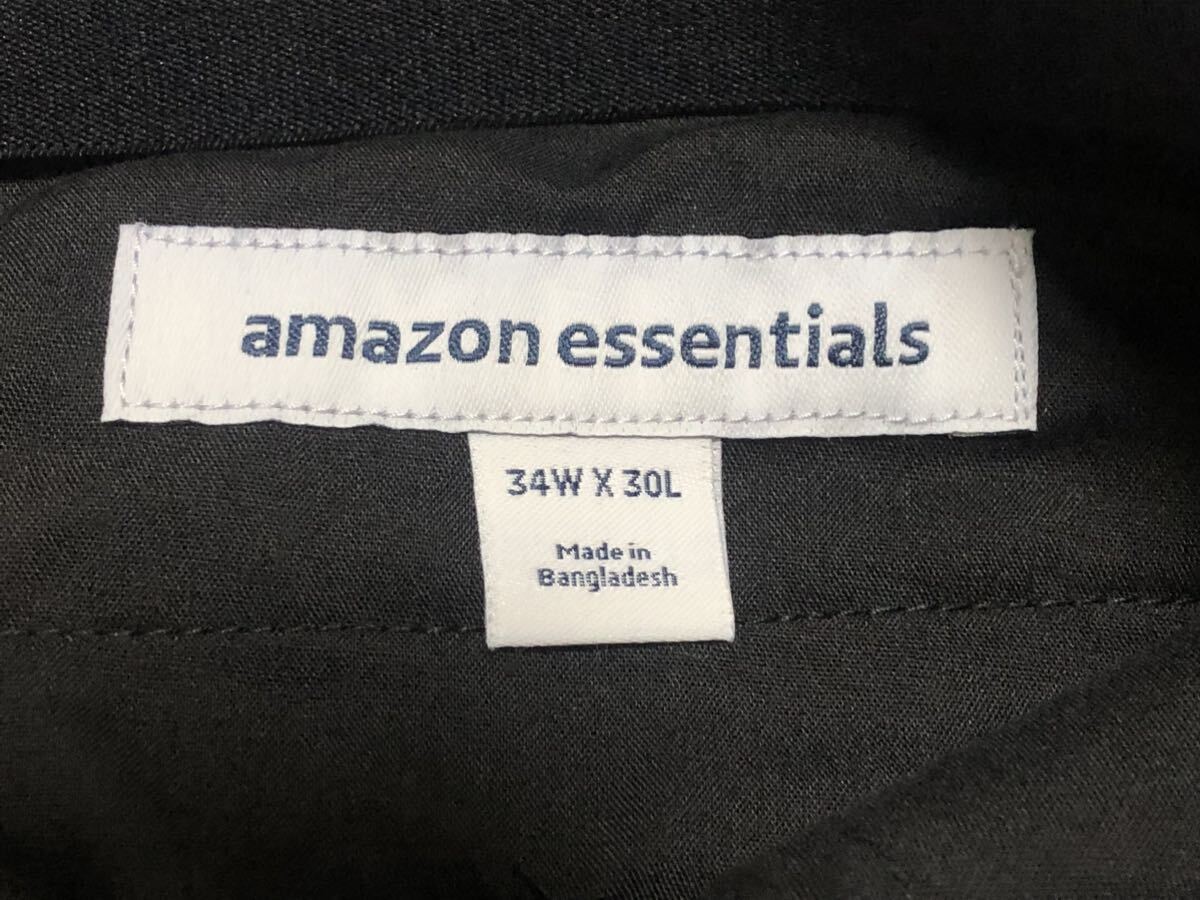 amazon essentials
34W X 30L
Made in
Bangladesh